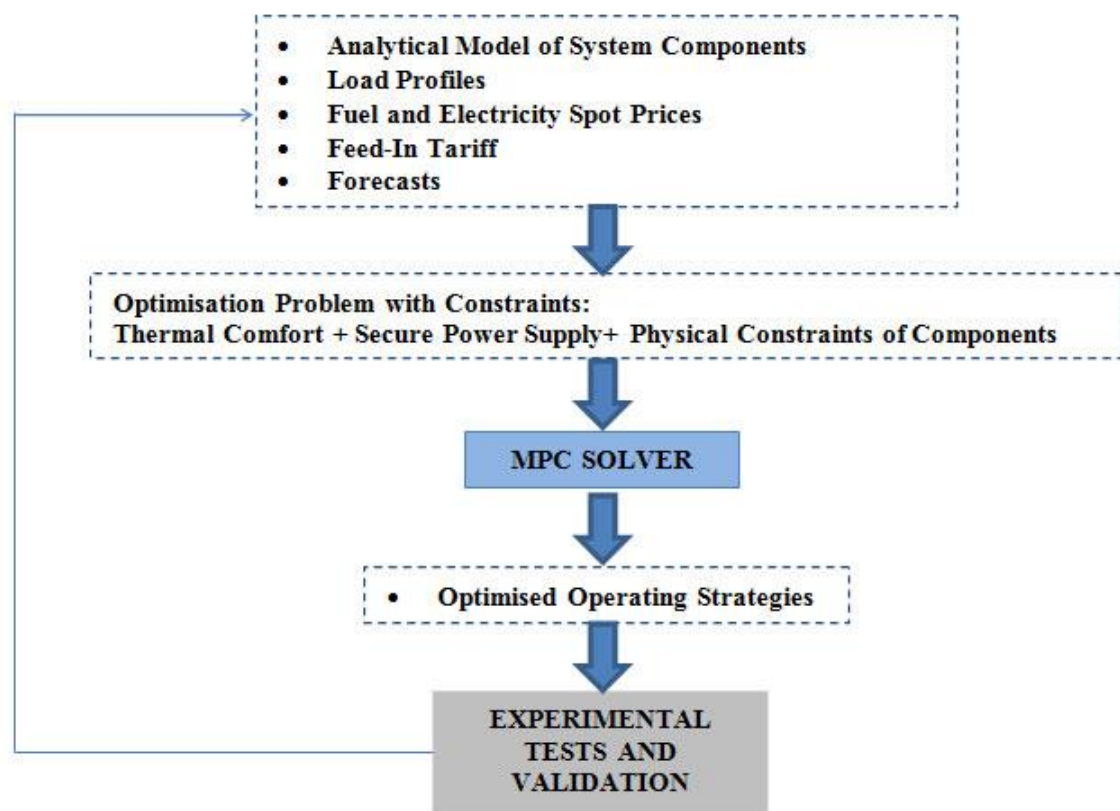 • Analytical Model of System Components
• Load Profiles
• Fuel and Electricity Spot Prices
• Feed-In Tariff
• Forecasts
Optimisation Problem with Constraints:
Thermal Comfort + Secure Power Supply+ Physical Constraints of Components
MPC SOLVER
• Optimised Operating Strategies
EXPERIMENTAL
TESTS AND
VALIDATION